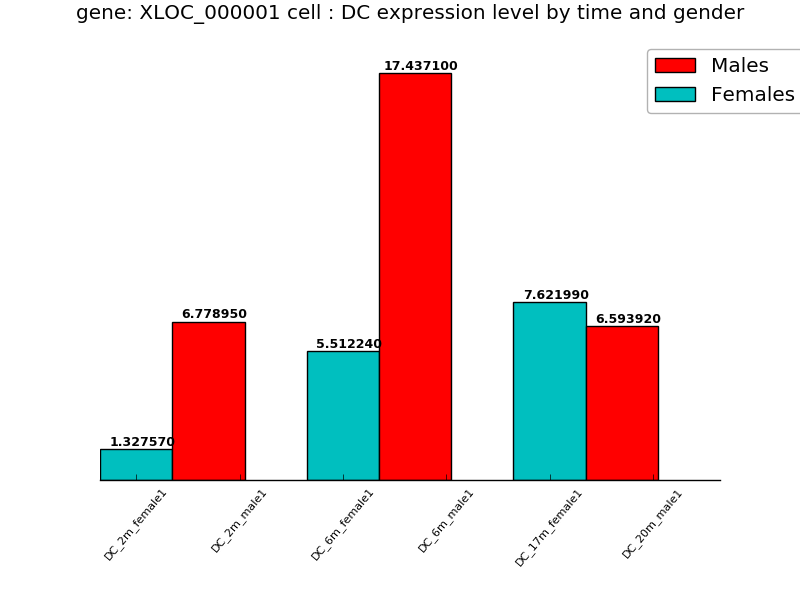 gene: XLOC_000001 cell : DC expression level by time and gender
Males
Females
17.437100
7.621990
6.778950
6.593920
5.512240
1.327570
DC_2m_female1
DC_2m_male1
DC_6m_female1
DC_6m_male1
DC_17m_female1
DC_20m_male1